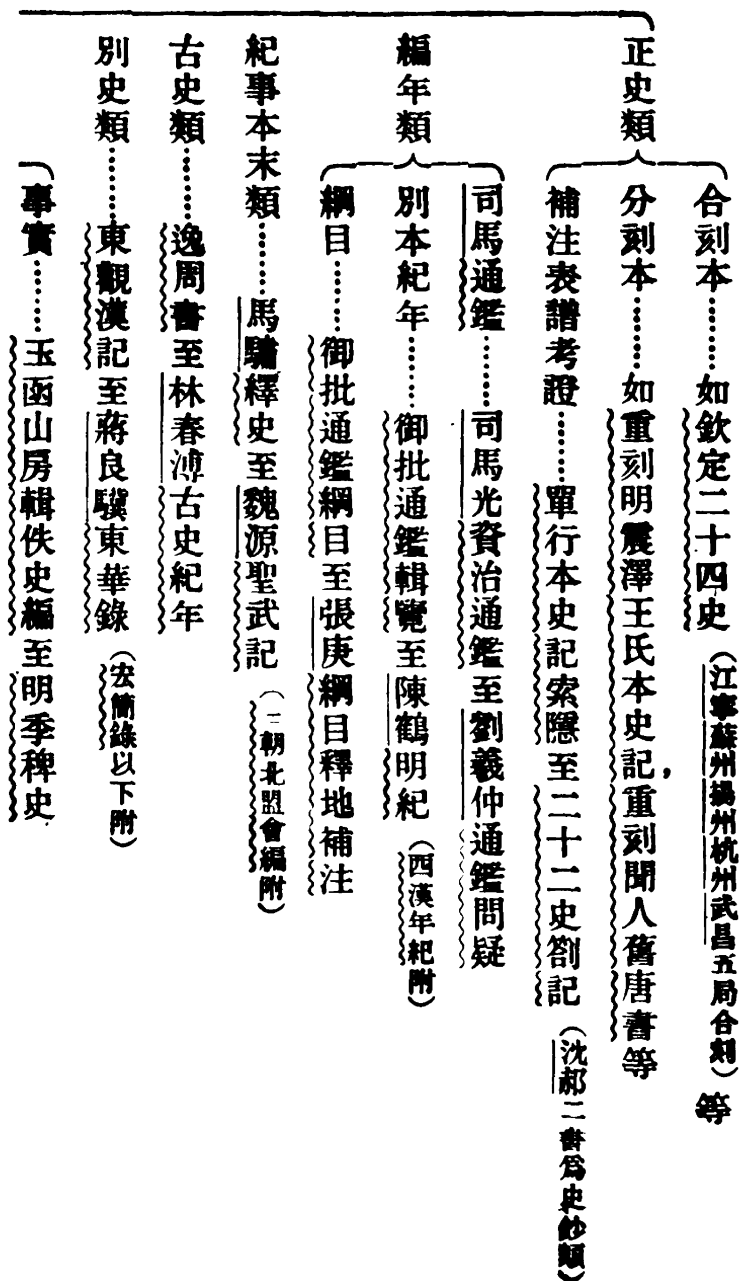 正史類
合刻本……如欽定二十四史(江寧蘇州揚州杭州武昌五局合刻)等
分刻本……如重刻明震澤王氏本史記,重刻聞人舊唐書等
補注表譜考證……單行本史記索隱至二十二史劄記(沈郝二書爲史鈔類)
編年類
司馬通鑑……司馬光資治通鑑至劉羲仲通鑑問疑
別本紀年……御批通鑑輯覽至陳鶴明紀(西漢年紀附)
綱目……御批通鑑綱目至張庚綱目釋地補注
紀事本末類……馬驌繹史至魏源聖武記(三朝北盟會編附)
古史類……逸周書至林春溥古史紀年
別史類……東觀漢記至蔣良騏東華錄(宏簡錄以下附)
事實……玉函山房輯佚史編至明季稗史